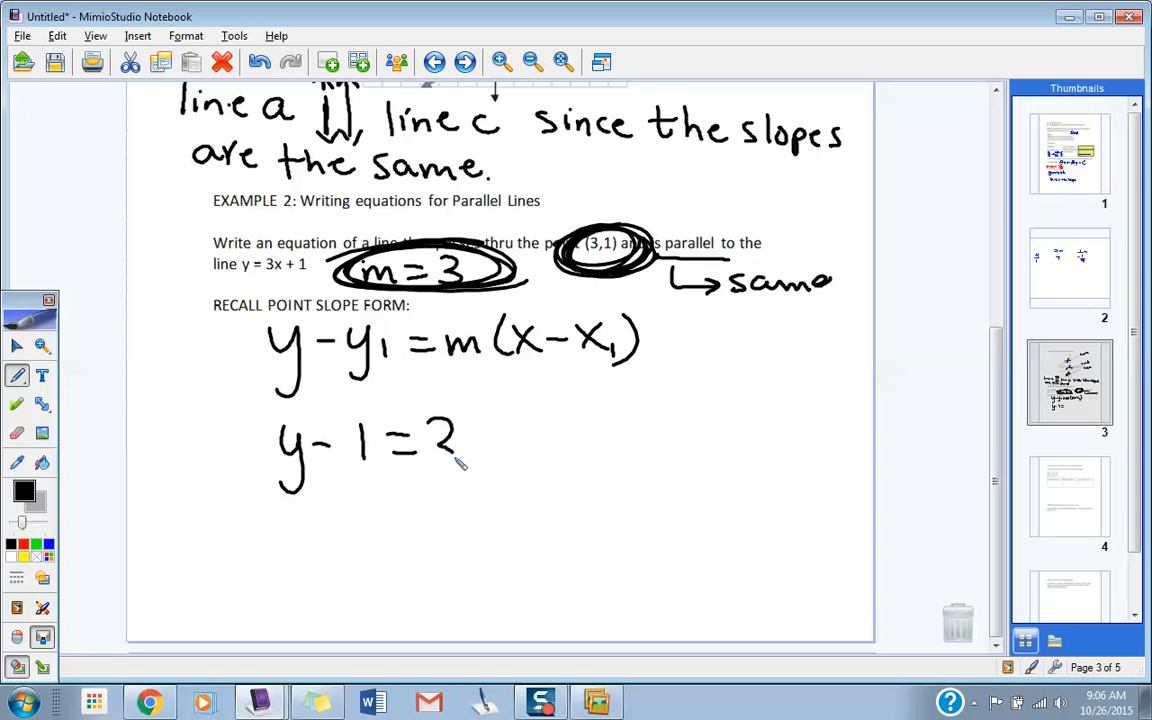 Untitled* - MimioStudio Notebook
File Edit View Insert Format Tools Help
Thumbnails
line a line c since the slopes
are the same.
EXAMPLE 2: Writing equations for Parallel Lines
Write an equation of a line thru the point (3,1) parallel to the
line y = 3x + 1 m = 3
same
RECALL POINT SLOPE FORM:
y - y1 = m(x - x1)
y - 1 =
1
2
3
4
Page 3 of 5
9:06 AM
10/26/2015